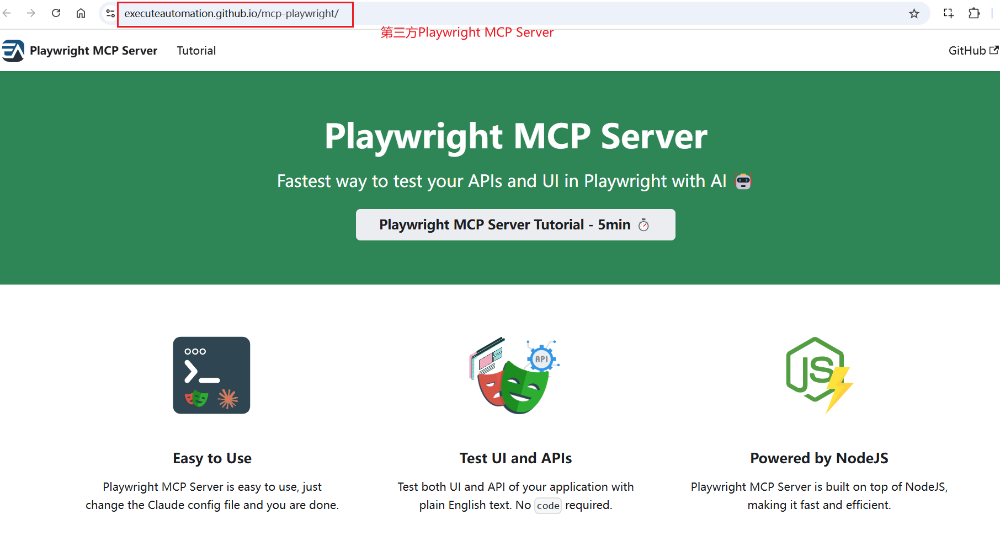 executeautomation.github.io/mcp-playwright/
第三方Playwright MCP Server
Playwright MCP Server
Tutorial
GitHub
Playwright MCP Server
Fastest way to test your APIs and UI in Playwright with AI
Playwright MCP Server Tutorial - 5min
API
JS
Easy to Use
Playwright MCP Server is easy to use, just
change the Claude config file and you are done.
Test UI and APIs
Test both UI and API of your application with
plain English text. No code required.
Powered by NodeJS
Playwright MCP Server is built on top of NodeJS,
making it fast and efficient.